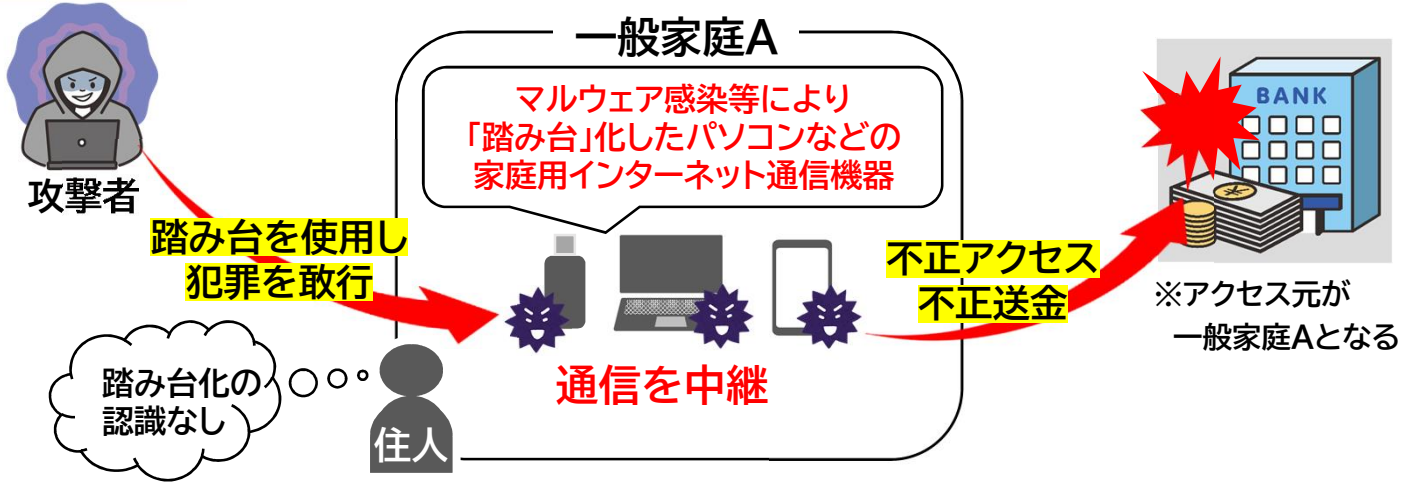 一般家庭A
マルウェア感染等により
「踏み台」化したパソコンなどの
家庭用インターネット通信機器
攻撃者
踏み台を使用し
犯罪を敢行
BANK
¥
不正アクセス
不正送金
※アクセス元が
一般家庭Aとなる
通信を中継
踏み台化の
認識なし
住人